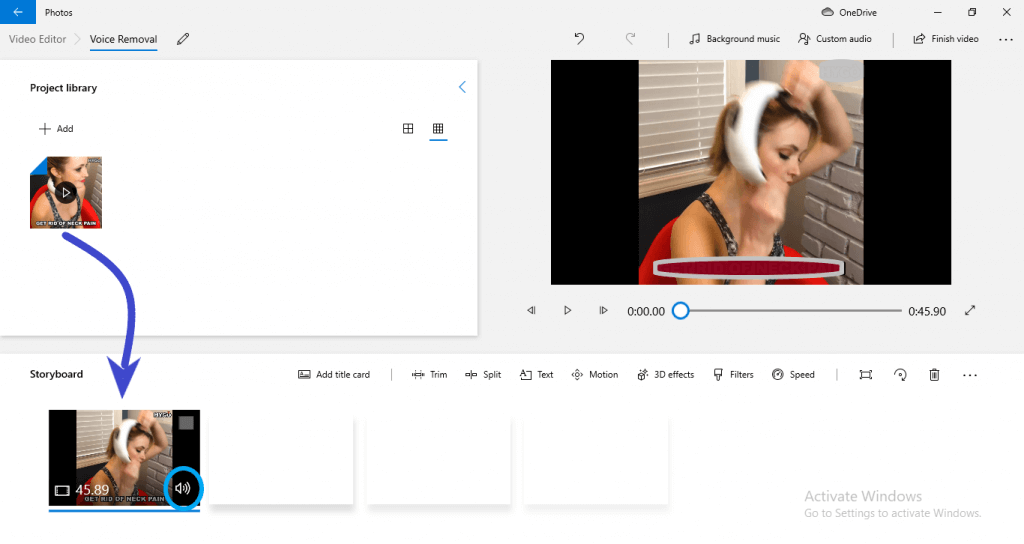 Photos
OneDrive
Video Editor
Voice Removal
Background music
Custom audio
Finish video
Project library
Add
GET RID OF NECK PAIN
0:00.00
0:45.90
Storyboard
Add title card
Trim
Split
Text
Motion
3D effects
Filters
Speed
45.89
GET RID OF NECK PAIN
Activate Windows
Go to Settings to activate Windows.